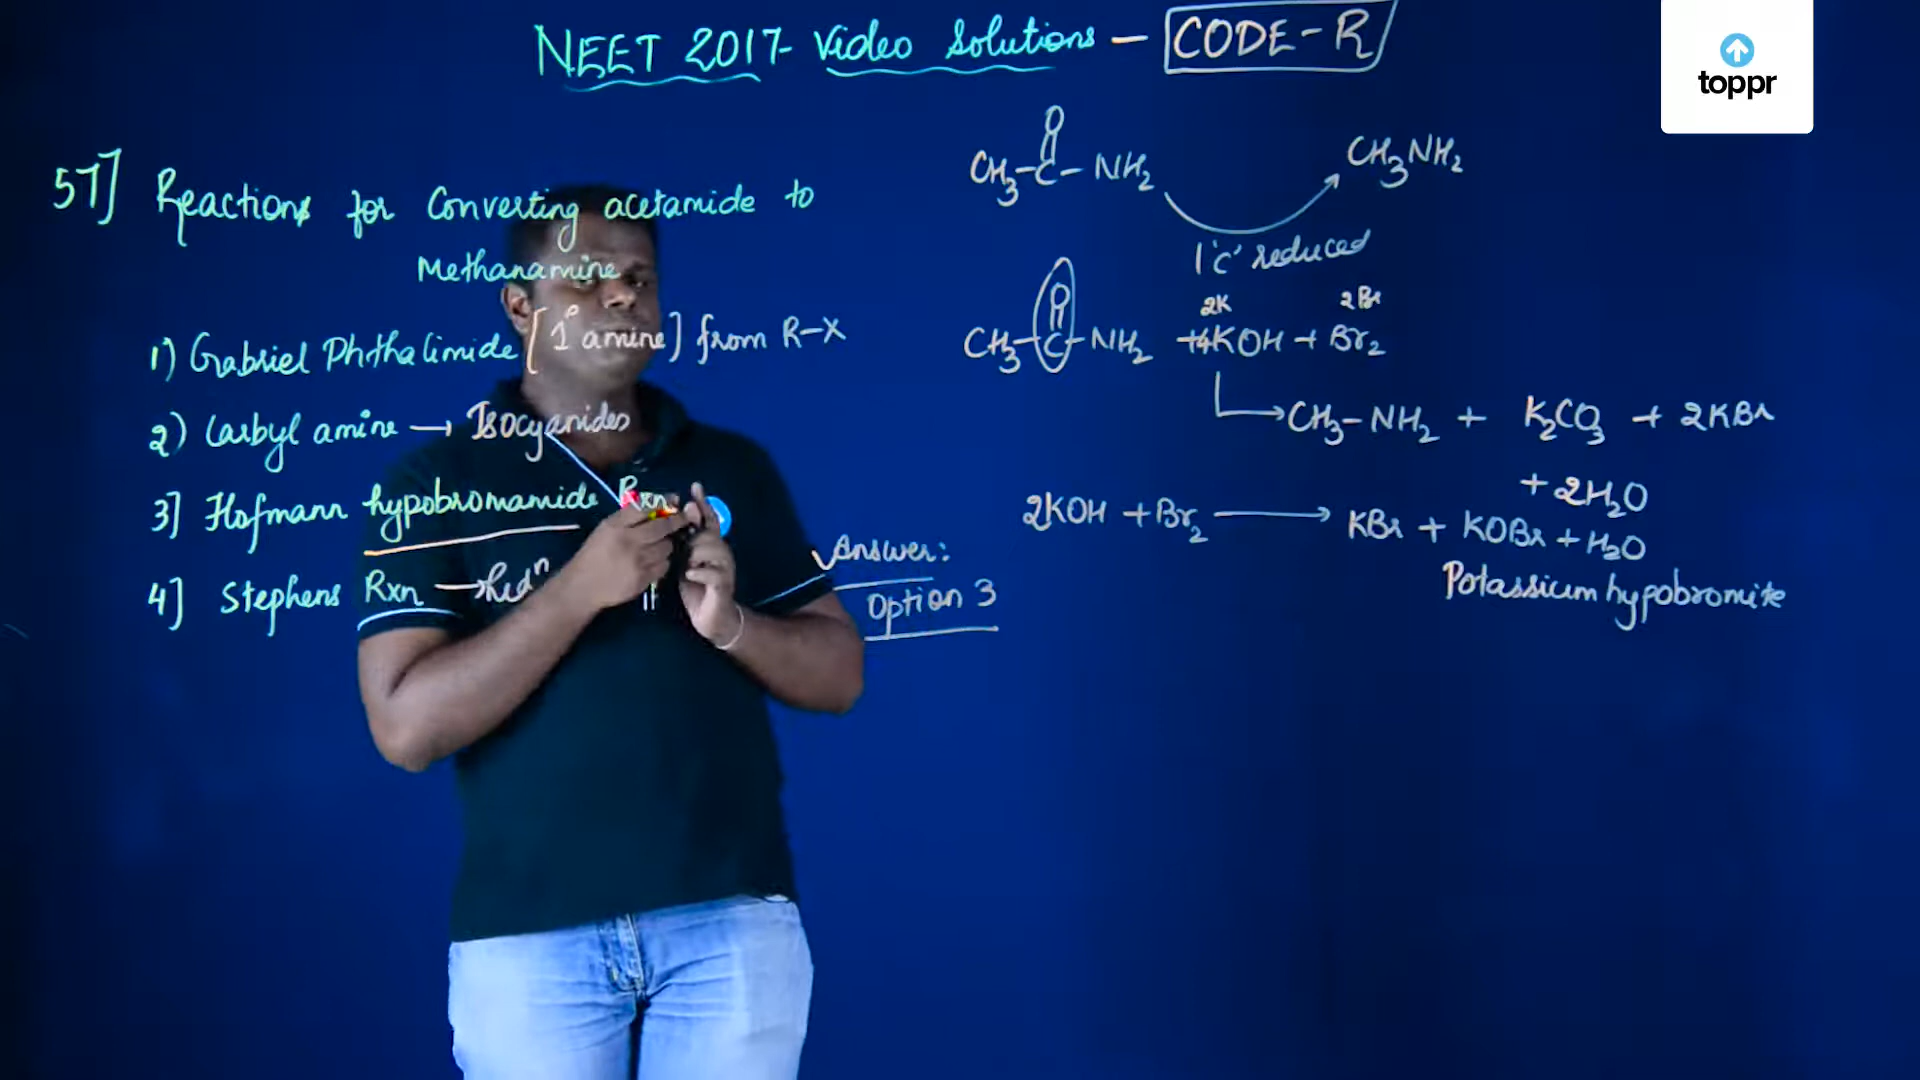 NEET 2017- Video Solutions - CODE-R
toppr
57] Reactions for Converting acetamide to
Methanamine
1) Gabriel Phthalimide [1° amine] from R-X
2) Carbyl amine → Isocyanides
3] Hofmann hypobromamide Rxn
4] Stephens Rxn → Redⁿ
Answer:
Option 3
O
CH₃-C-NH₂
CH₃NH₂
1 'c' reduced
O 2K 2Br
CH₃-C-NH₂ +4KOH + Br₂
→ CH₃-NH₂ + K₂CO₃ + 2KBr
+ 2H₂O
2KOH + Br₂ → KBr + KOBr + H₂O
Potassium hypobromite